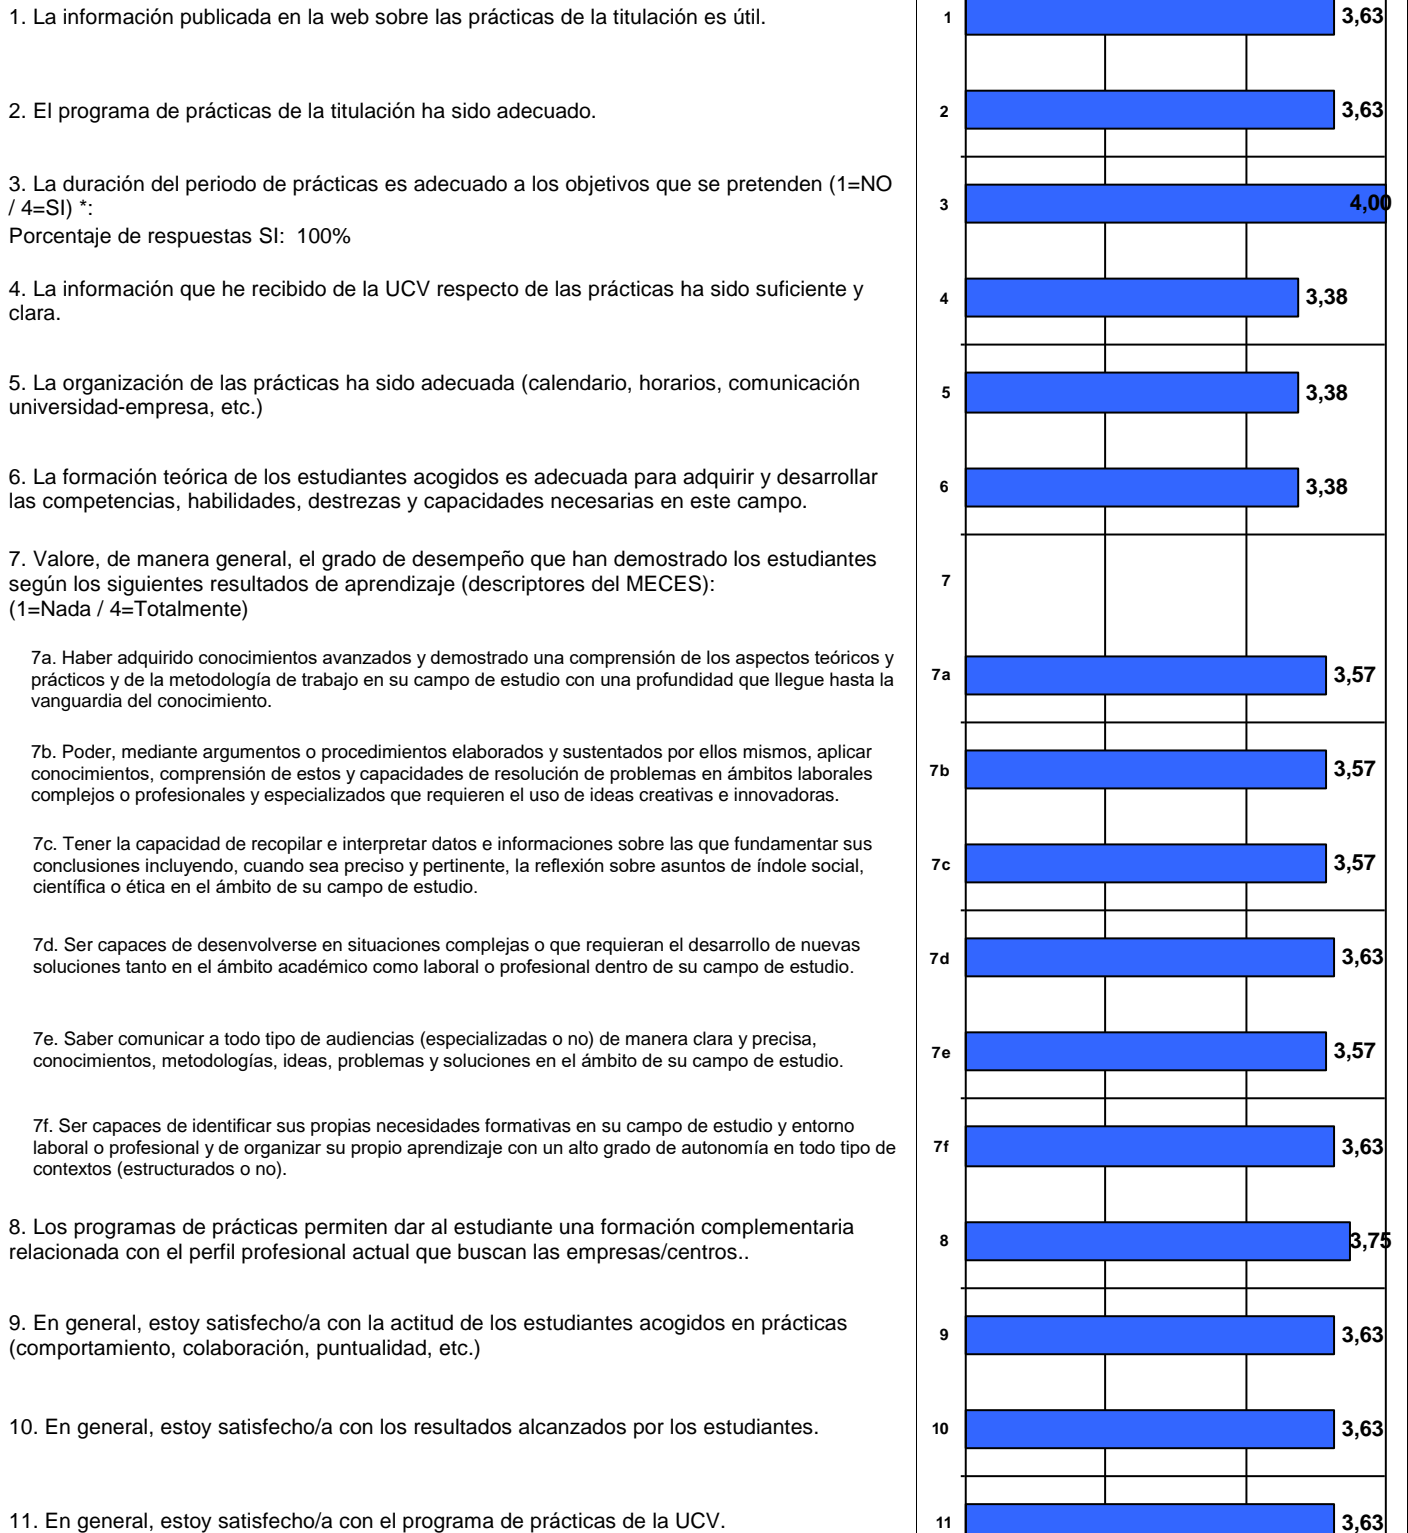 1. La información publicada en la web sobre las prácticas de la titulación es útil.
1
3,63
2. El programa de prácticas de la titulación ha sido adecuado.
2
3,63
3. La duración del periodo de prácticas es adecuado a los objetivos que se pretenden (1=NO
/ 4=SI) *:
Porcentaje de respuestas SI: 100%
3
4,00
4. La información que he recibido de la UCV respecto de las prácticas ha sido suficiente y
clara.
4
3,38
5. La organización de las prácticas ha sido adecuada (calendario, horarios, comunicación
universidad-empresa, etc.)
5
3,38
6. La formación teórica de los estudiantes acogidos es adecuada para adquirir y desarrollar
las competencias, habilidades, destrezas y capacidades necesarias en este campo.
6
3,38
7. Valore, de manera general, el grado de desempeño que han demostrado los estudiantes
según los siguientes resultados de aprendizaje (descriptores del MECES):
(1=Nada / 4=Totalmente)
7
7a. Haber adquirido conocimientos avanzados y demostrado una comprensión de los aspectos teóricos y
prácticos y de la metodología de trabajo en su campo de estudio con una profundidad que llegue hasta la
vanguardia del conocimiento.
7a
3,57
7b. Poder, mediante argumentos o procedimientos elaborados y sustentados por ellos mismos, aplicar
conocimientos, comprensión de estos y capacidades de resolución de problemas en ámbitos laborales
complejos o profesionales y especializados que requieren el uso de ideas creativas e innovadoras.
7b
3,57
7c. Tener la capacidad de recopilar e interpretar datos e informaciones sobre las que fundamentar sus
conclusiones incluyendo, cuando sea preciso y pertinente, la reflexión sobre asuntos de índole social,
científica o ética en el ámbito de su campo de estudio.
7c
3,57
7d. Ser capaces de desenvolverse en situaciones complejas o que requieran el desarrollo de nuevas
soluciones tanto en el ámbito académico como laboral o profesional dentro de su campo de estudio.
7d
3,63
7e. Saber comunicar a todo tipo de audiencias (especializadas o no) de manera clara y precisa,
conocimientos, metodologías, ideas, problemas y soluciones en el ámbito de su campo de estudio.
7e
3,57
7f. Ser capaces de identificar sus propias necesidades formativas en su campo de estudio y entorno
laboral o profesional y de organizar su propio aprendizaje con un alto grado de autonomía en todo tipo de
contextos (estructurados o no).
7f
3,63
8. Los programas de prácticas permiten dar al estudiante una formación complementaria
relacionada con el perfil profesional actual que buscan las empresas/centros..
8
3,75
9. En general, estoy satisfecho/a con la actitud de los estudiantes acogidos en prácticas
(comportamiento, colaboración, puntualidad, etc.)
9
3,63
10. En general, estoy satisfecho/a con los resultados alcanzados por los estudiantes.
10
3,63
11. En general, estoy satisfecho/a con el programa de prácticas de la UCV.
11
3,63